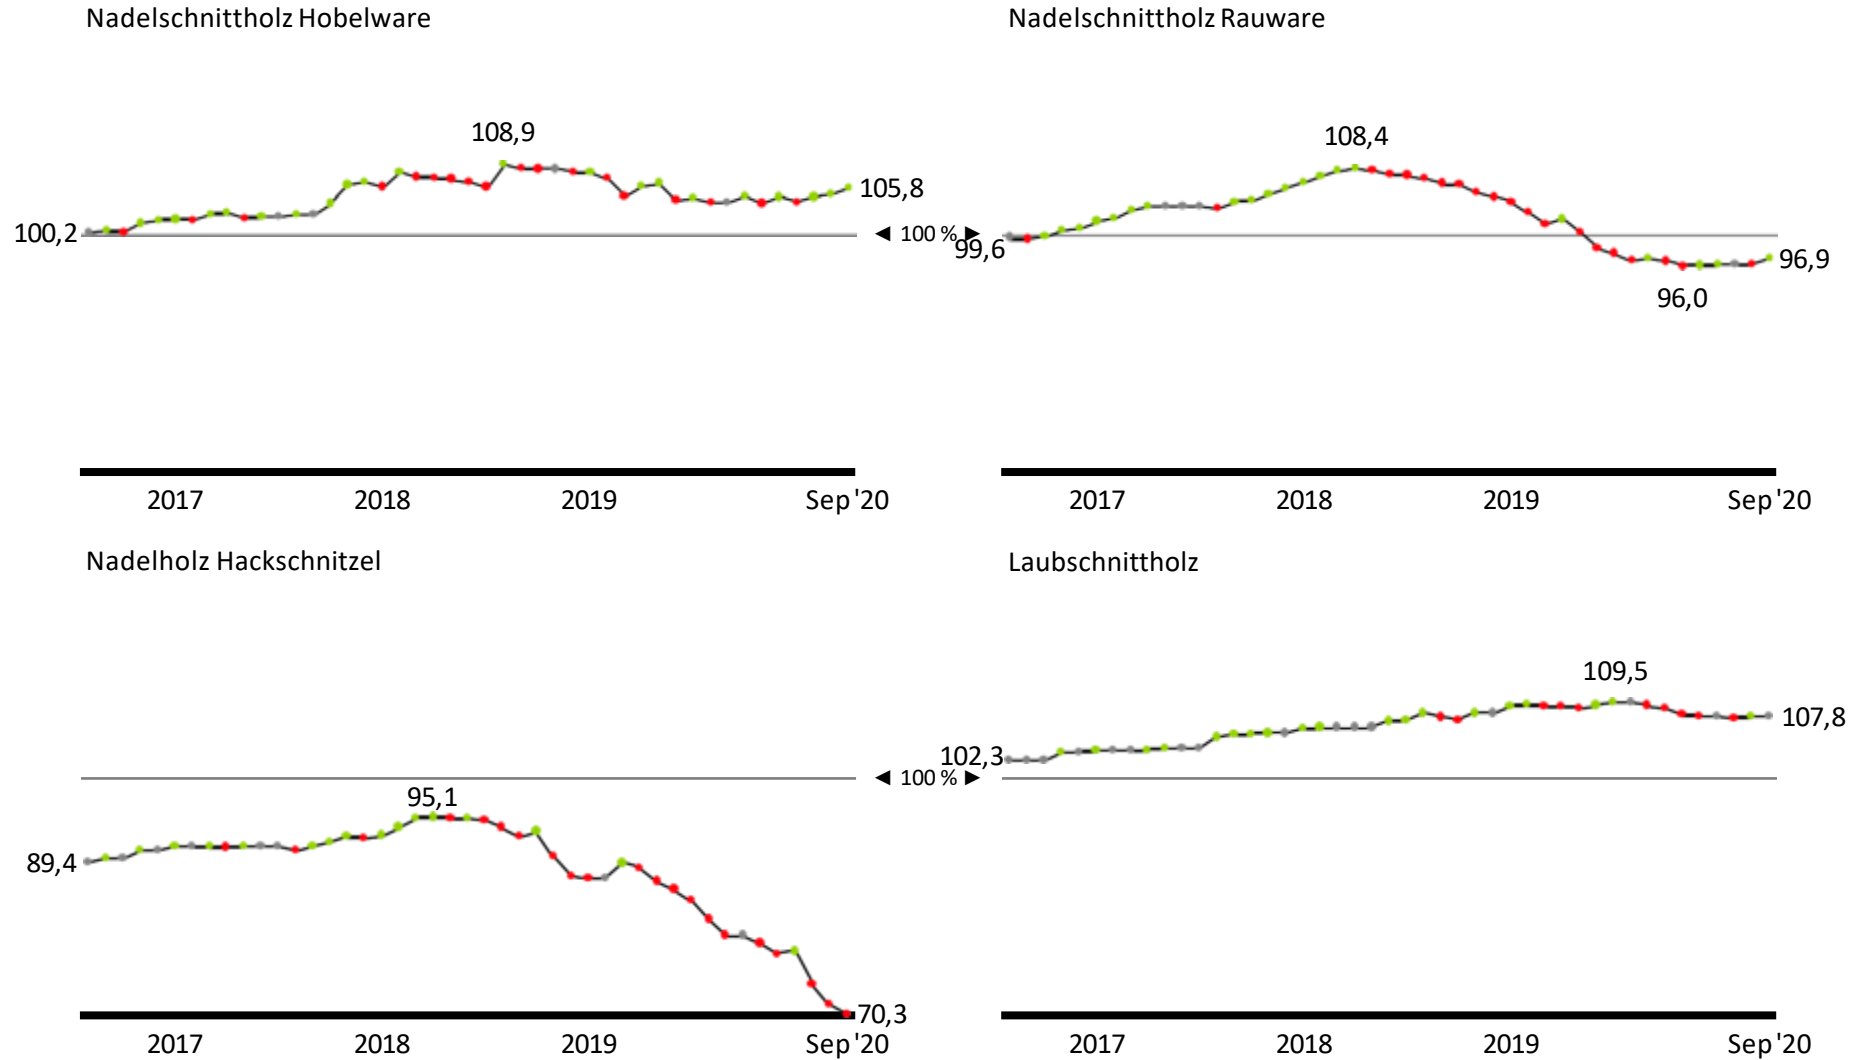 Nadelschnittholz Hobelware
108,9
105,8
100,2
2017 2018 2019 Sep '20
Nadelschnittholz Rauware
108,4
◄ 100 % ►
99,6
96,9
96,0
2017 2018 2019 Sep '20
Nadelholz Hackschnitzel
95,1
89,4
70,3
2017 2018 2019 Sep '20
Laubschnittholz
109,5
107,8
102,3
◄ 100 % ►
2017 2018 2019 Sep '20